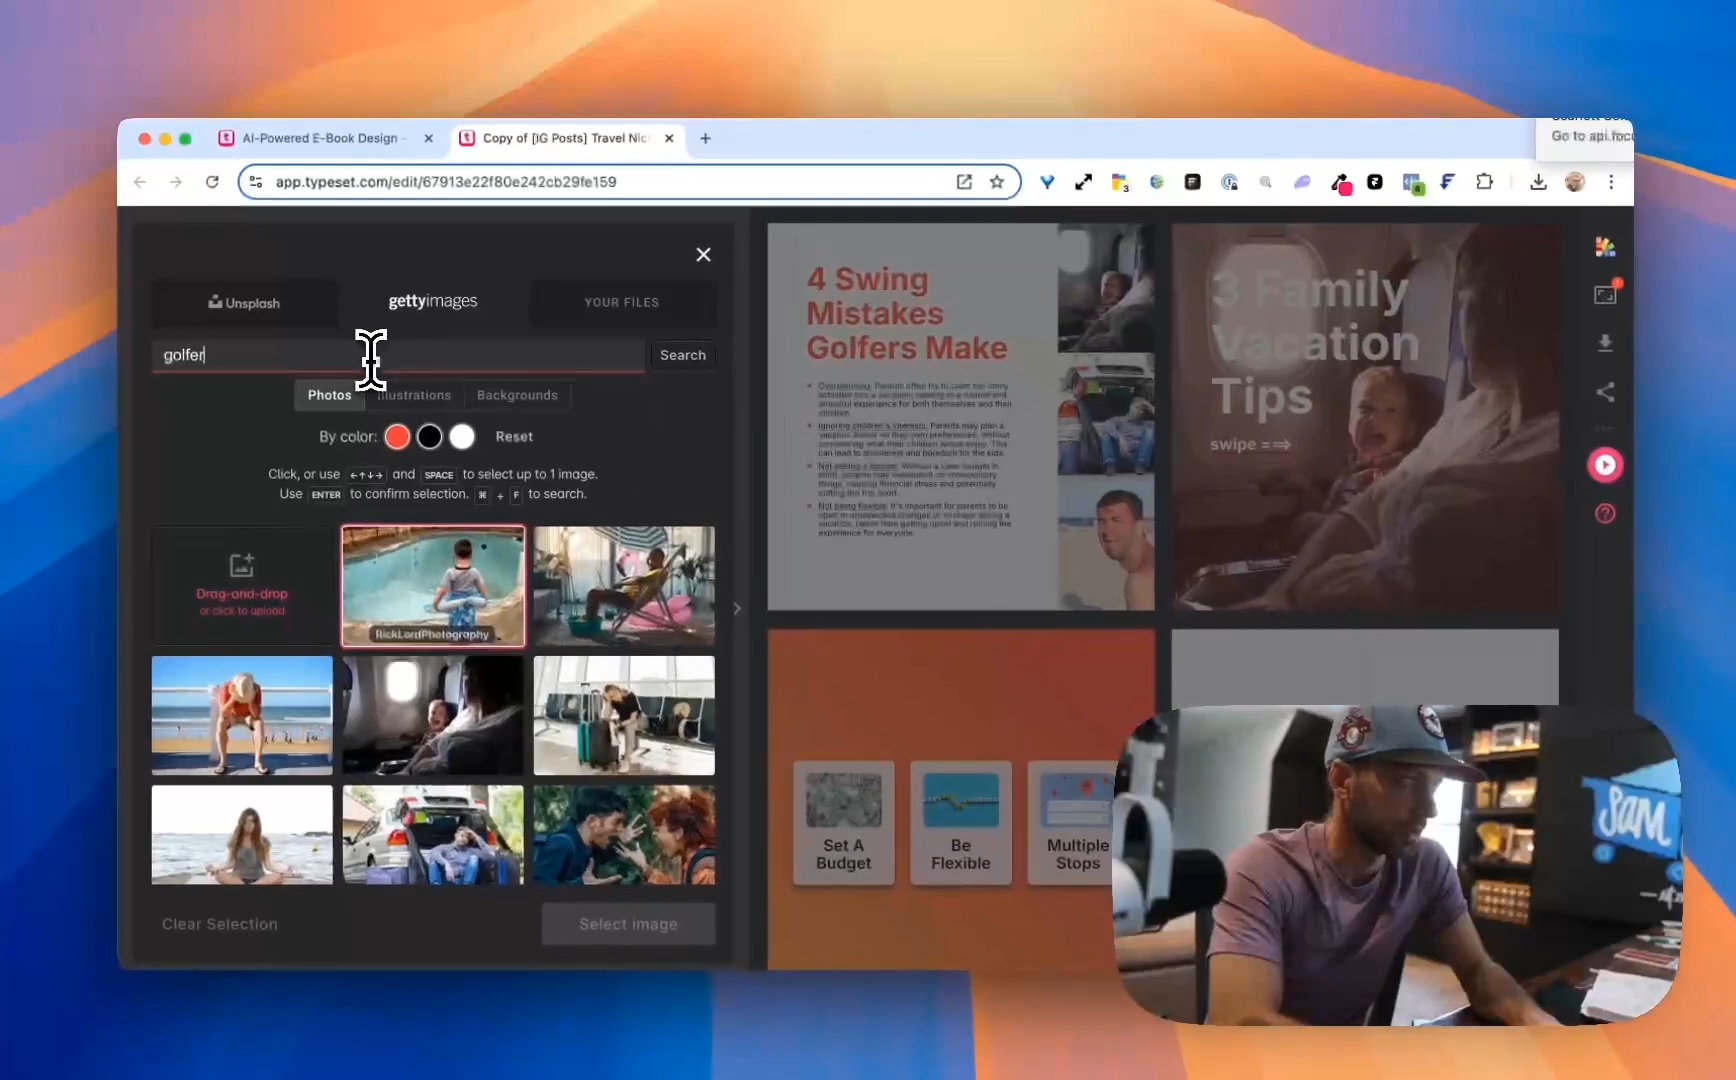 Go to api.focu
AI-Powered E-Book Design -
Copy of [IG Posts] Travel Nic
app.typeset.com/edit/67913e22f80e242cb29fe159
3
Unsplash
gettyimages
YOUR FILES
golfer
Search
Photos
Illustrations
Backgrounds
By color:
Reset
Click, or use ←↑↓→ and SPACE to select up to 1 image.
Use ENTER to confirm selection. ⌘ + F to search.
Drag-and-drop
or click to upload
RickLordPhotography
Clear Selection
Select image
4 Swing
Mistakes
Golfers Make
3 Family
Vacation
Tips
swipe ==>
Set A
Budget
Be
Flexible
Multiple
Stops
Sam